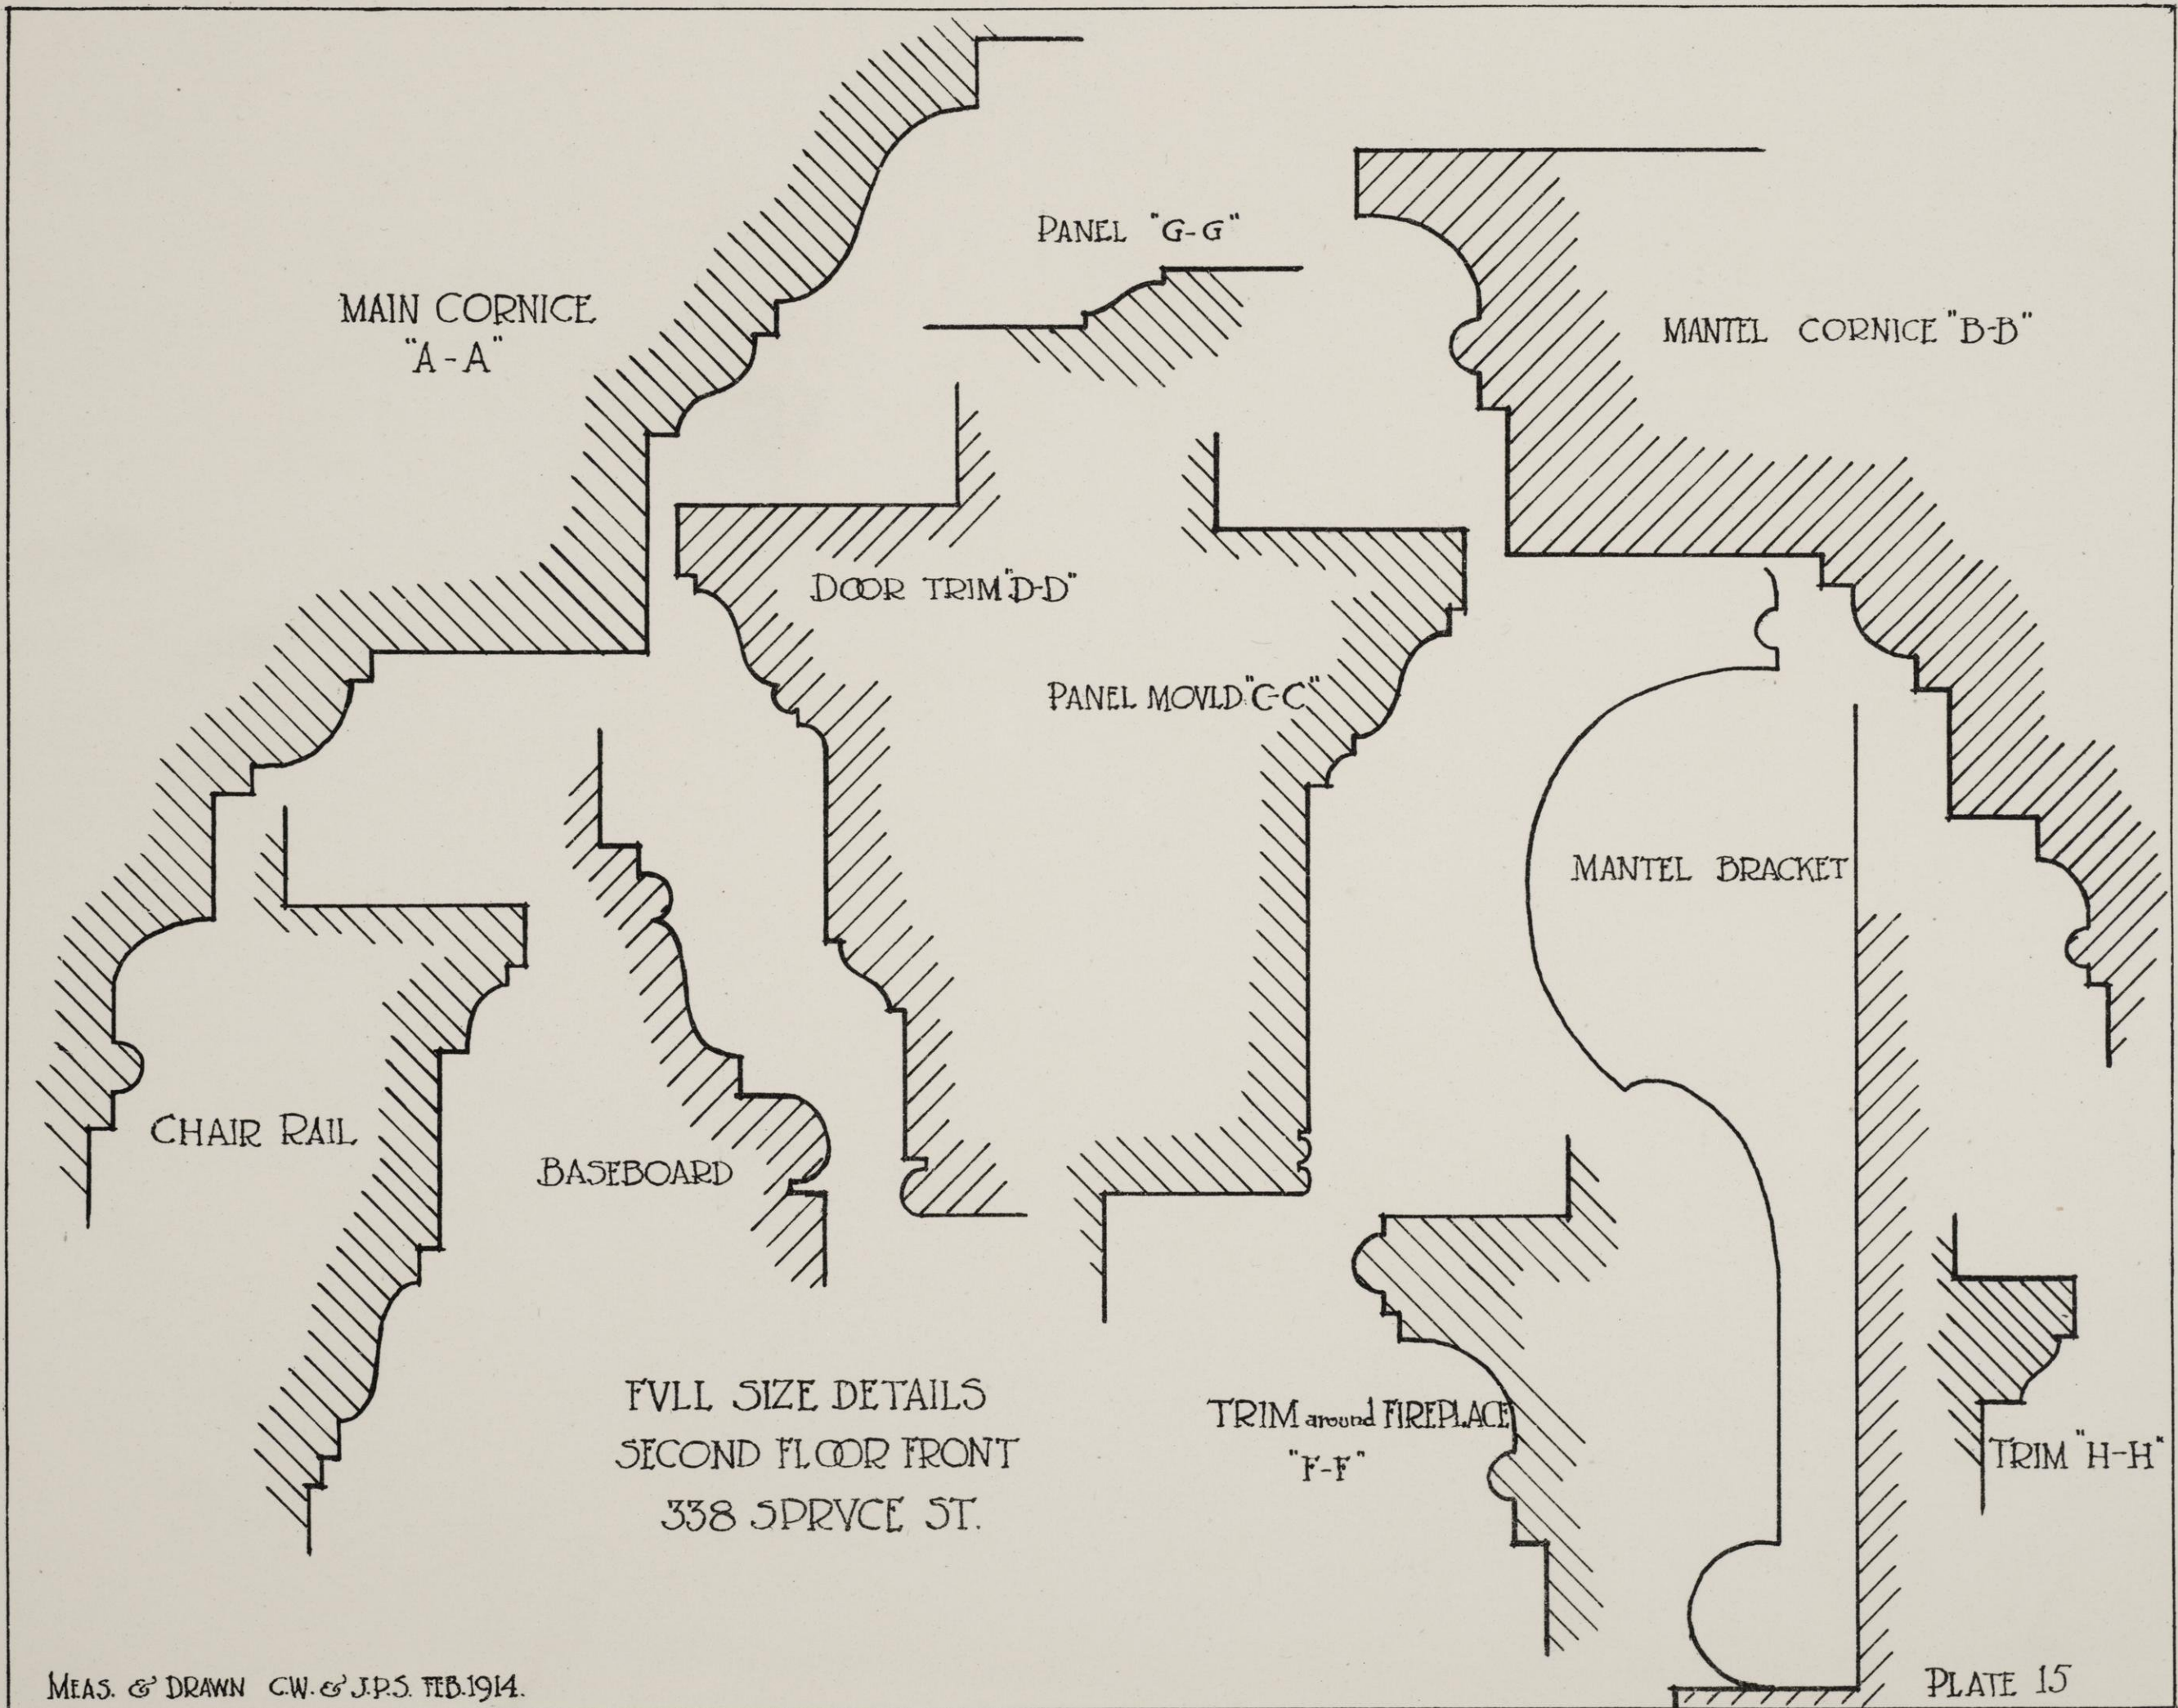 PANEL "G-G"
MAIN CORNICE
"A-A"
MANTEL CORNICE "B-B"
DOOR TRIM "D-D"
PANEL MOVLD "C-C"
MANTEL BRACKET
CHAIR RAIL
BASEBOARD
FVLL SIZE DETAILS
SECOND FLOOR FRONT
338 SPRVCE ST.
TRIM around FIREPLACE
"F-F"
TRIM "H-H"
MEAS. & DRAWN C.W. & J.P.S. FEB. 1914.
PLATE 15